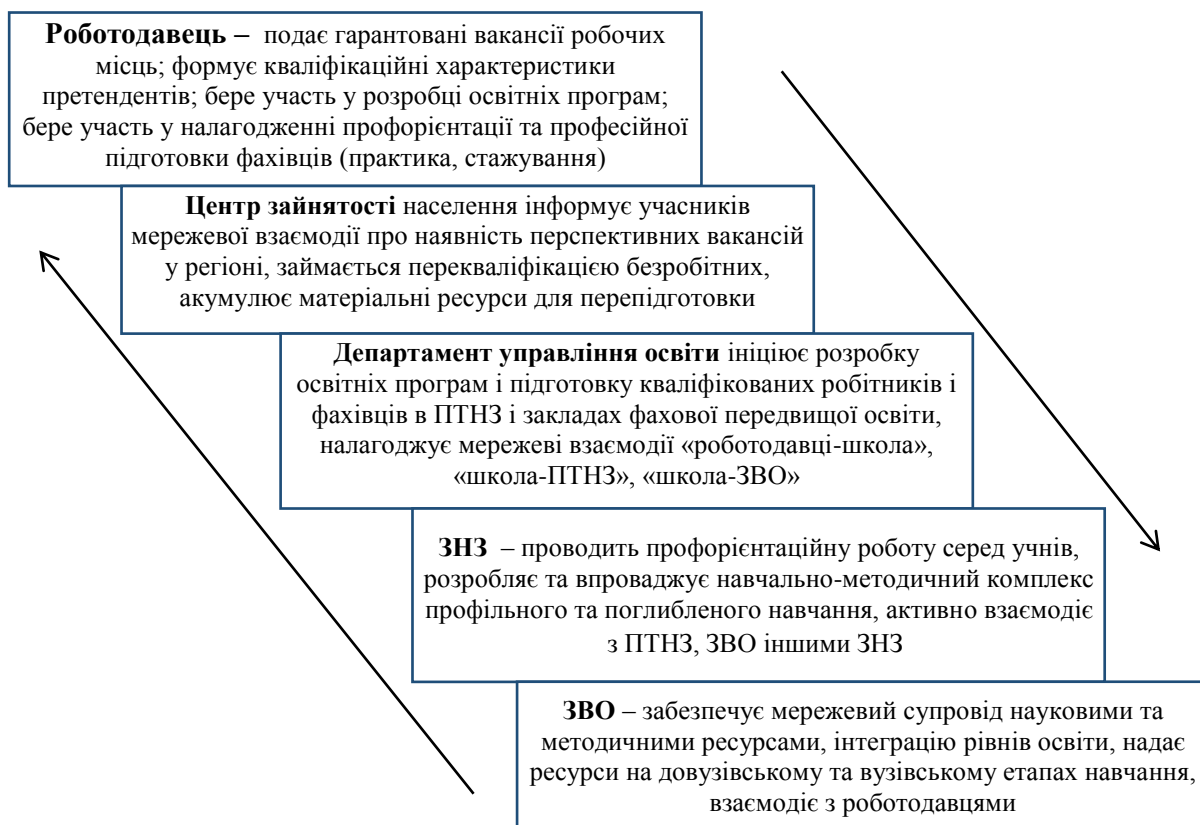 Роботодавець – подає гарантовані вакансії робочих
місць; формує кваліфікаційні характеристики
претендентів; бере участь у розробці освітніх програм;
бере участь у налагодженні профорієнтації та професійної
підготовки фахівців (практика, стажування)
Центр зайнятості населення інформує учасників
мережевої взаємодії про наявність перспективних вакансій
у регіоні, займається перекваліфікацією безробітних,
акумулює матеріальні ресурси для перепідготовки
Департамент управління освіти ініціює розробку
освітніх програм і підготовку кваліфікованих робітників і
фахівців в ПТНЗ і закладах фахової передвищої освіти,
налагоджує мережеві взаємодії «роботодавці-школа»,
«школа-ПТНЗ», «школа-ЗВО»
ЗНЗ – проводить профорієнтаційну роботу серед учнів,
розробляє та впроваджує навчально-методичний комплекс
профільного та поглибленого навчання, активно взаємодіє
з ПТНЗ, ЗВО іншими ЗНЗ
ЗВО – забезпечує мережевий супровід науковими та
методичними ресурсами, інтеграцію рівнів освіти, надає
ресурси на довузівському та вузівському етапах навчання,
взаємодіє з роботодавцями